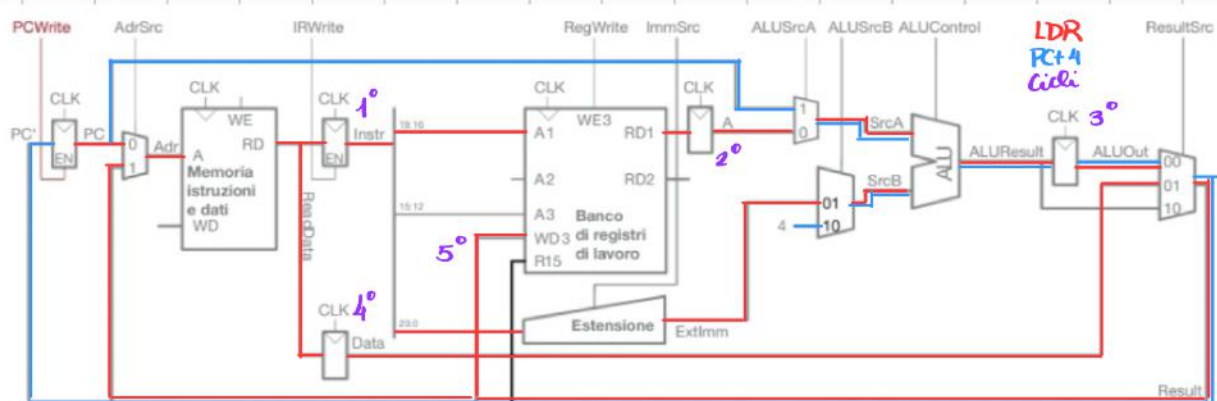 PCWrite AdrSrc IRWrite RegWrite ImmSrc ALUSrcA ALUSrcB ALUControl LDR ResultSrc
PC+4
Cicli
CLK CLK CLK 1° CLK CLK CLK 3°
WE WE3
PC' PC 0 Adr A RD Instr 19:16 A1 RD1 A 1 SrcA ALUResult ALUOut 00
EN 1 EN 2° 0 ALU 01
Memoria istruzioni e dati
A2 RD2 SrcB 10
WD ReadData 15:12 A3 01
5° WD3 4 10
R15
Banco di registri di lavoro
CLK 4°
23:0 Estensione ExtImm
Data
Result